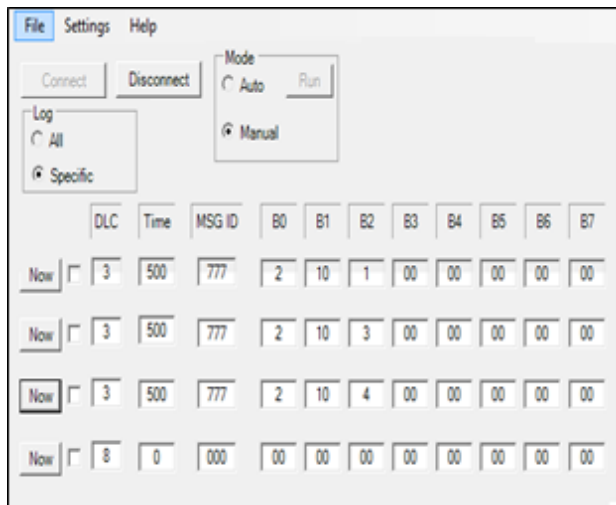 File Settings Help
Connect Disconnect
Mode
Auto Run
Manual
Log
All
Specific
DLC Time MSG ID B0 B1 B2 B3 B4 B5 B6 B7
Now 3 500 777 2 10 1 00 00 00 00 00
Now 3 500 777 2 10 3 00 00 00 00 00
Now 3 500 777 2 10 4 00 00 00 00 00
Now 8 0 000 00 00 00 00 00 00 00 00